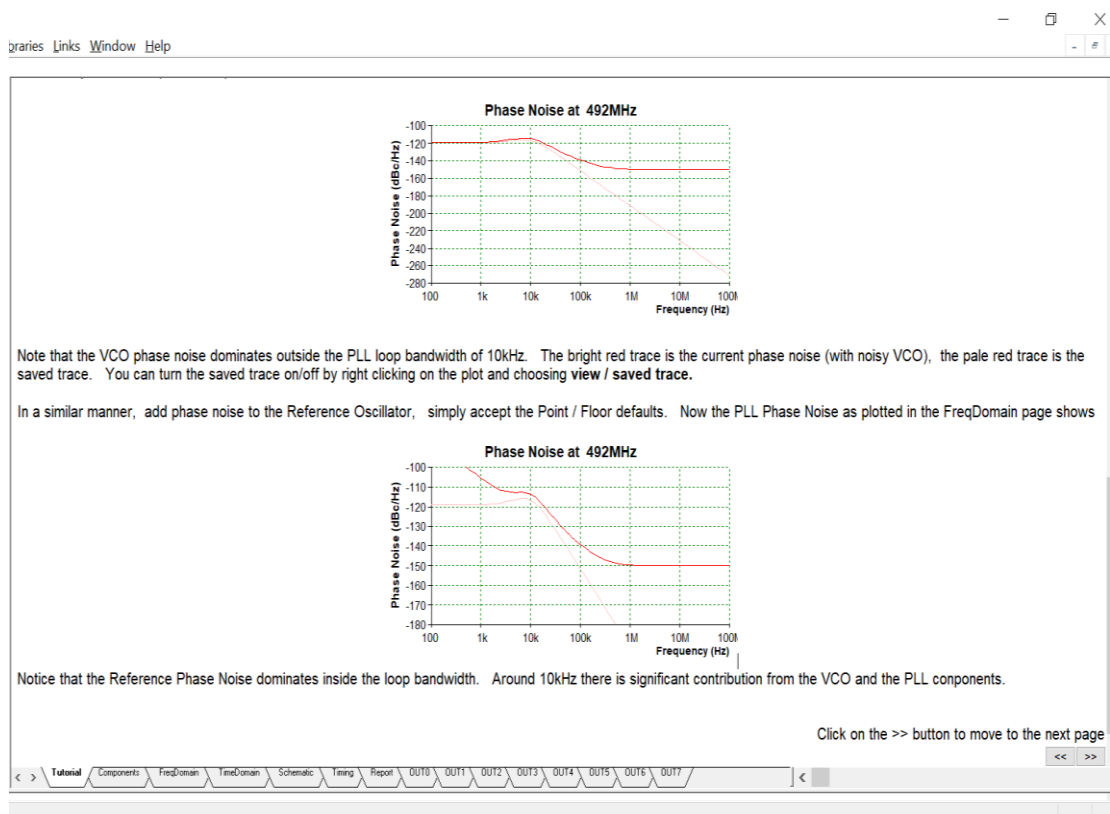 Links Window Help
Phase Noise at 492MHz
-100
-120
-140
-160
-180
-200
-220
-240
-260
-280
Phase Noise (dBc/Hz)
100 1k 10k 100k 1M 10M
Frequency (Hz)
Note that the VCO phase noise dominates outside the PLL loop bandwidth of 10kHz. The bright red trace is the current phase noise (with noisy VCO), the pale red trace is the
saved trace. You can turn the saved trace on/off by right clicking on the plot and choosing view / saved trace.
In a similar manner, add phase noise to the Reference Oscillator, simply accept the Point / Floor defaults. Now the PLL Phase Noise as plotted in the FreqDomain page shows
Phase Noise at 492MHz
-100
-110
-120
-130
-140
-150
-160
-170
-180
Phase Noise (dBc/Hz)
100 1k 10k 100k 1M 10M
Frequency (Hz)
Notice that the Reference Phase Noise dominates inside the loop bandwidth. Around 10kHz there is significant contribution from the VCO and the PLL conponents.
Click on the >> button to move to the next page
<< >>
< > Tutorial Components FreqDomain TimeDomain Schematic Timing Report OUT0 OUT1 OUT2 OUT3 OUT4 OUT5 OUT6 OUT7 <